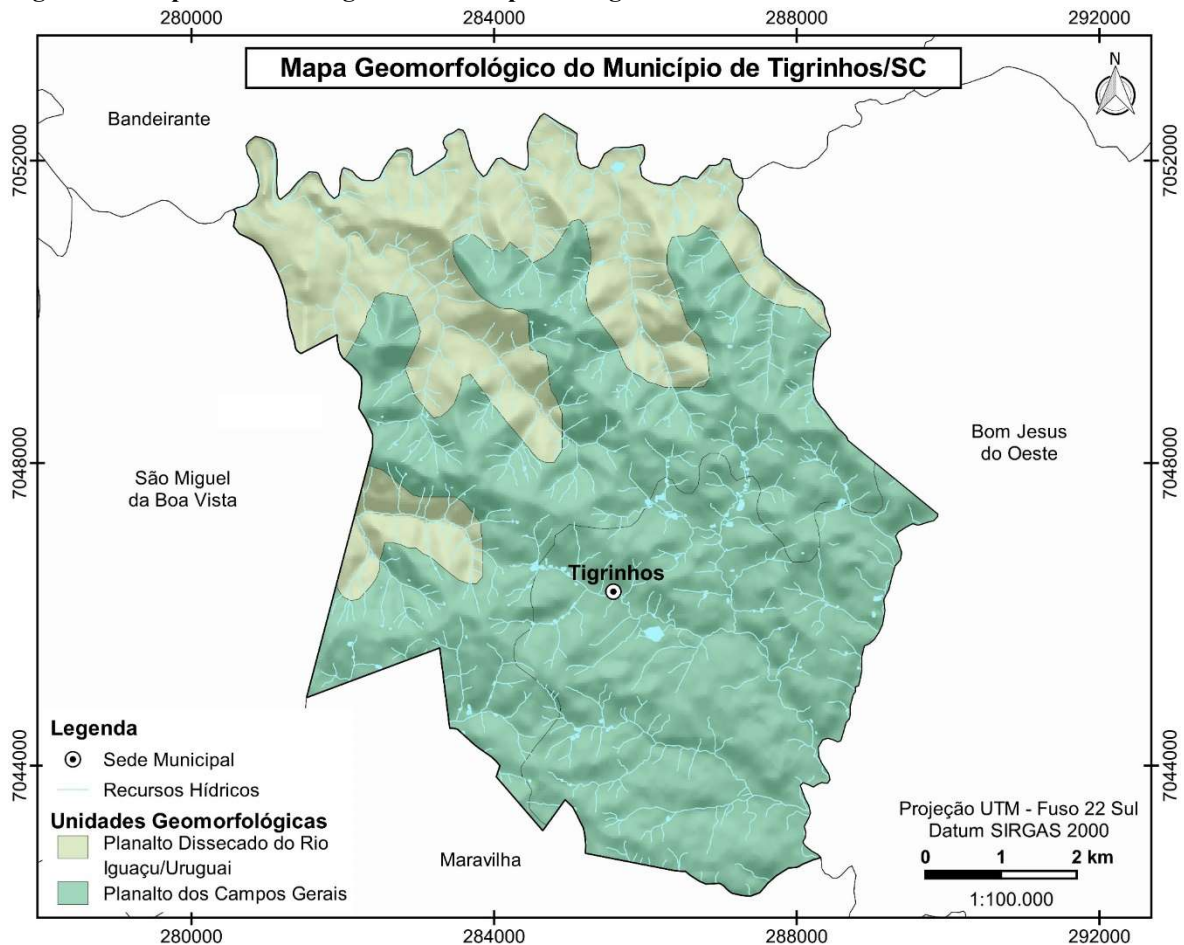 280000 284000 288000 292000
Mapa Geomorfológico do Município de Tigrinhos/SC
N
Bandeirante
7052000 7052000
7048000 7048000
São Miguel
da Boa Vista
Bom Jesus
do Oeste
Tigrinhos
7044000 7044000
Maravilha
Legenda
Sede Municipal
Recursos Hídricos
Unidades Geomorfológicas
Planalto Dissecado do Rio
Iguaçu/Uruguai
Planalto dos Campos Gerais
Projeção UTM - Fuso 22 Sul
Datum SIRGAS 2000
0 1 2 km
1:100.000
280000 284000 288000 292000